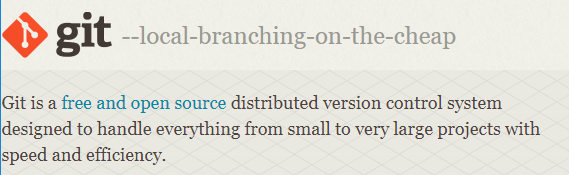 git --local-branching-on-the-cheap
Git is a free and open source distributed version control system
designed to handle everything from small to very large projects with
speed and efficiency.